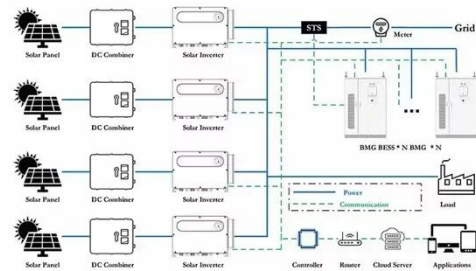 STS
Meter
Grid
Solar Panel
DC Combiner
Solar Inverter
Solar Panel
DC Combiner
Solar Inverter
BMG BESS * N BMG * N
Solar Panel
DC Combiner
Solar Inverter
Power
Communication
Load
Solar Panel
DC Combiner
Solar Inverter
Controller
Router
Cloud Server
Applications